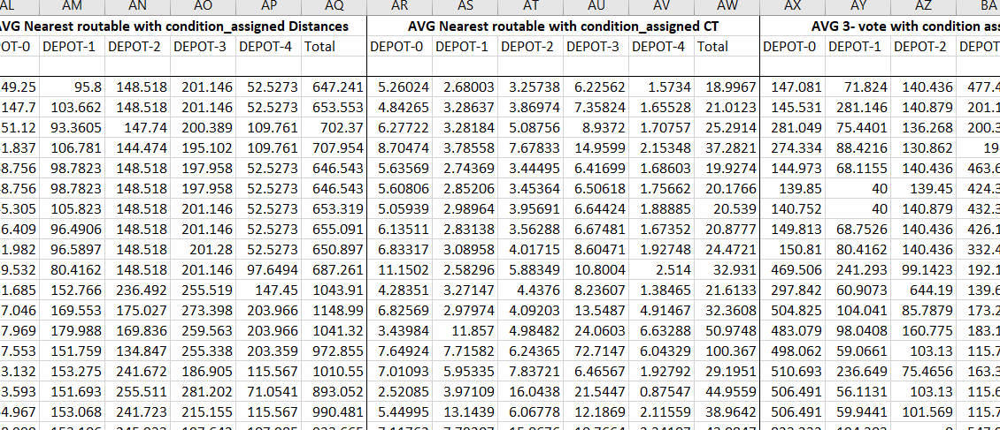 AL AM AN AO AP AQ AR AS AT AU AV AW AX AY AZ BA
AVG Nearest routable with condition_assigned Distances AVG Nearest routable with condition_assigned CT AVG 3- vote with condition ass
POT-0 DEPOT-1 DEPOT-2 DEPOT-3 DEPOT-4 Total DEPOT-0 DEPOT-1 DEPOT-2 DEPOT-3 DEPOT-4 Total DEPOT-0 DEPOT-1 DEPOT-2 DEPOT
49.25 95.8 148.518 201.146 52.5273 647.241 5.26024 2.68003 3.25738 6.22562 1.5734 18.9967 147.081 71.824 140.436 477.4
147.7 103.662 148.518 201.146 52.5273 653.553 4.84265 3.28637 3.86974 7.35824 1.65528 21.0123 145.531 281.146 140.879 201.1
51.12 93.3605 147.74 200.389 109.761 702.37 6.27722 3.28184 5.08756 8.9372 1.70757 25.2914 281.049 75.4401 136.268 200.3
1.837 106.781 144.474 195.102 109.761 707.954 8.70474 3.78558 7.67833 14.9599 2.15348 37.2821 274.334 88.4216 130.862 19
8.756 98.7823 148.518 197.958 52.5273 646.543 5.63569 2.74369 3.44495 6.41699 1.68603 19.9274 144.973 68.1155 140.436 463.6
8.756 98.7823 148.518 197.958 52.5273 646.543 5.60806 2.85206 3.45364 6.50618 1.75662 20.1766 139.85 40 139.45 424.3
5.305 105.823 148.518 201.146 52.5273 653.319 5.05939 2.98964 3.95691 6.64424 1.88885 20.539 140.752 40 140.879 432.3
6.409 96.4906 148.518 201.146 52.5273 655.091 6.13511 2.83138 3.56288 6.67481 1.67352 20.8777 149.813 68.7526 140.436 426.1
1.982 96.5897 148.518 201.28 52.5273 650.897 6.83317 3.08958 4.01715 8.60471 1.92748 24.4721 150.81 80.4162 140.436 332.4
9.532 80.4162 148.518 201.146 97.6494 687.261 11.1502 2.58296 5.88349 10.8004 2.514 32.931 469.506 241.293 99.1423 192.1
1.685 152.766 236.492 255.519 147.45 1043.91 4.28351 3.27147 4.4376 8.23607 1.38465 21.6133 297.842 60.9073 644.19 139.6
7.046 169.553 175.027 273.398 203.966 1148.99 6.82569 2.97974 4.09203 13.5487 4.91467 32.3608 504.825 104.041 85.7879 173.2
7.969 179.988 169.836 259.563 203.966 1041.32 3.43984 11.857 4.98482 24.0603 6.63288 50.9748 483.079 98.0408 160.775 183.1
7.553 151.759 134.847 255.338 203.359 972.855 7.64924 7.71582 6.24365 72.7147 6.04329 100.367 498.062 59.0661 103.13 115.7
3.132 153.275 241.672 186.905 115.567 1010.55 7.01093 5.95335 7.83721 6.46567 1.92792 29.1951 510.693 236.649 75.4656 163.3
3.593 151.693 255.511 281.202 71.0541 893.052 2.52085 3.97109 16.0438 21.5447 0.87547 44.9559 506.491 56.1131 103.13 115.6
4.967 153.068 241.723 215.155 115.567 990.481 5.44995 13.1439 6.06778 12.1869 2.11559 38.9642 506.491 59.9441 101.569 115.7